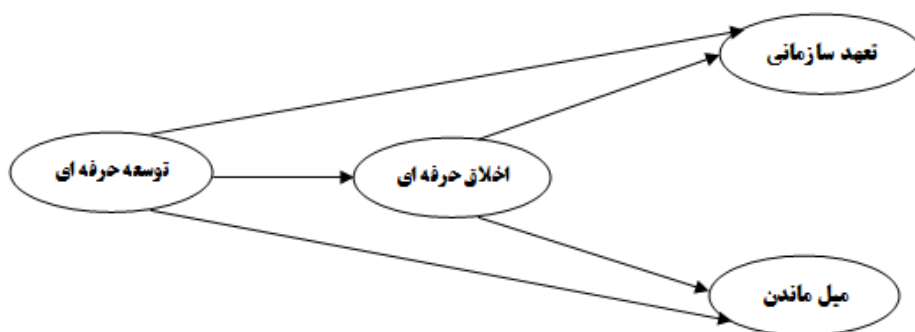 تعهد سازمانی
اخلاق حرفه ای
توسعه حرفه ای
میل ماندن